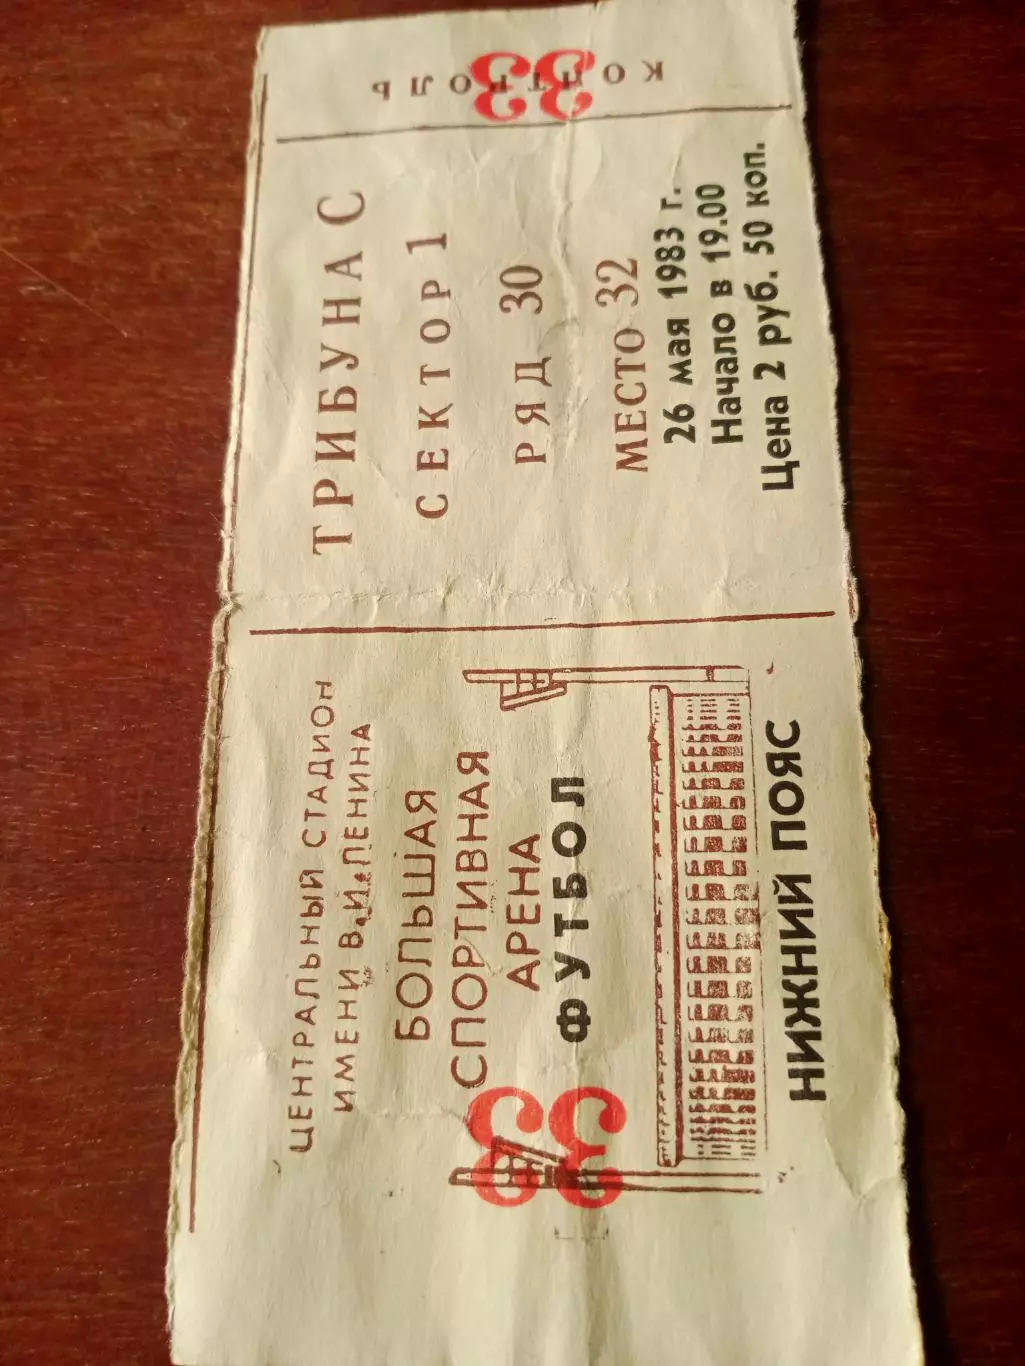 ЦЕНТРАЛЬНЫЙ СТАДИОН
ИМЕНИ В.И.ЛЕНИНА
БОЛЬШАЯ
СПОРТИВНАЯ
АРЕНА
ФУТБОЛ
НИЖНИЙ ПОЯС
33
ТРИБУНА С
СЕКТОР 1
РЯД 30
МЕСТО 32
26 мая 1983 г.
Начало в 19.00
Цена 2 руб. 50 коп.
КОНТРОЛЬ
33